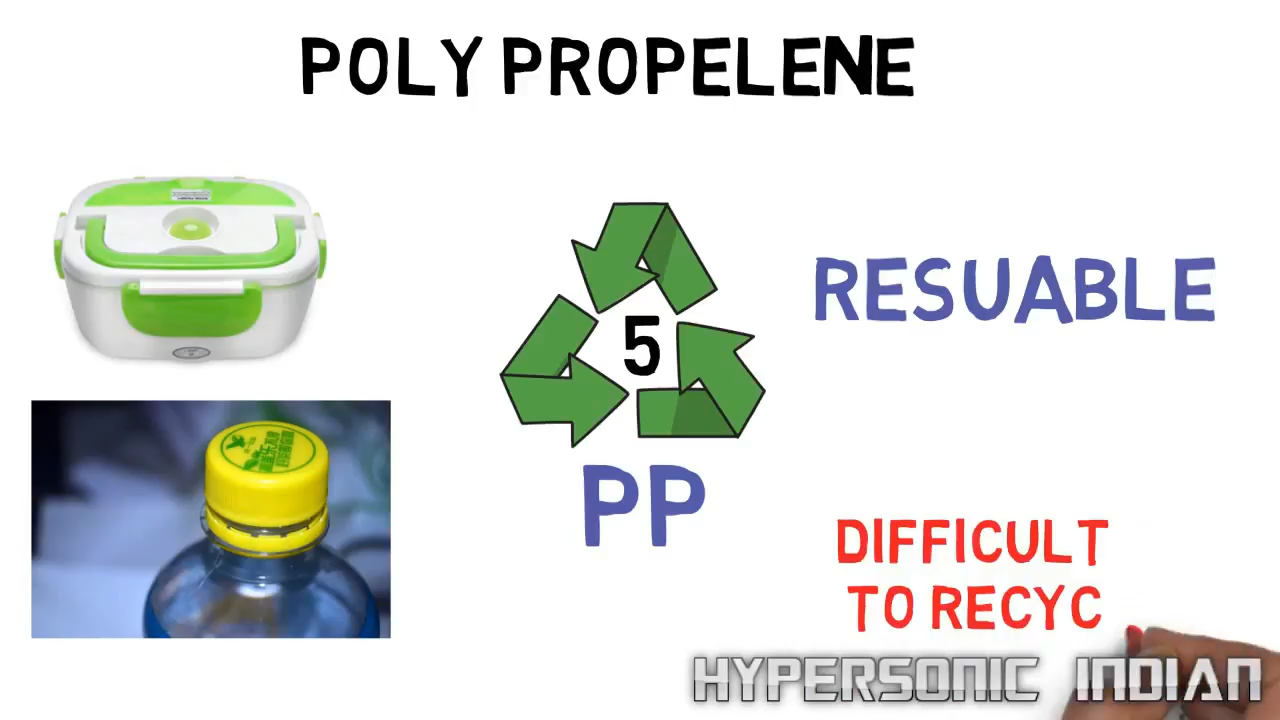 POLY PROPELENE
5
PP
RESUABLE
DIFFICULT
TO RECYC
HYPERSONIC INDIAN